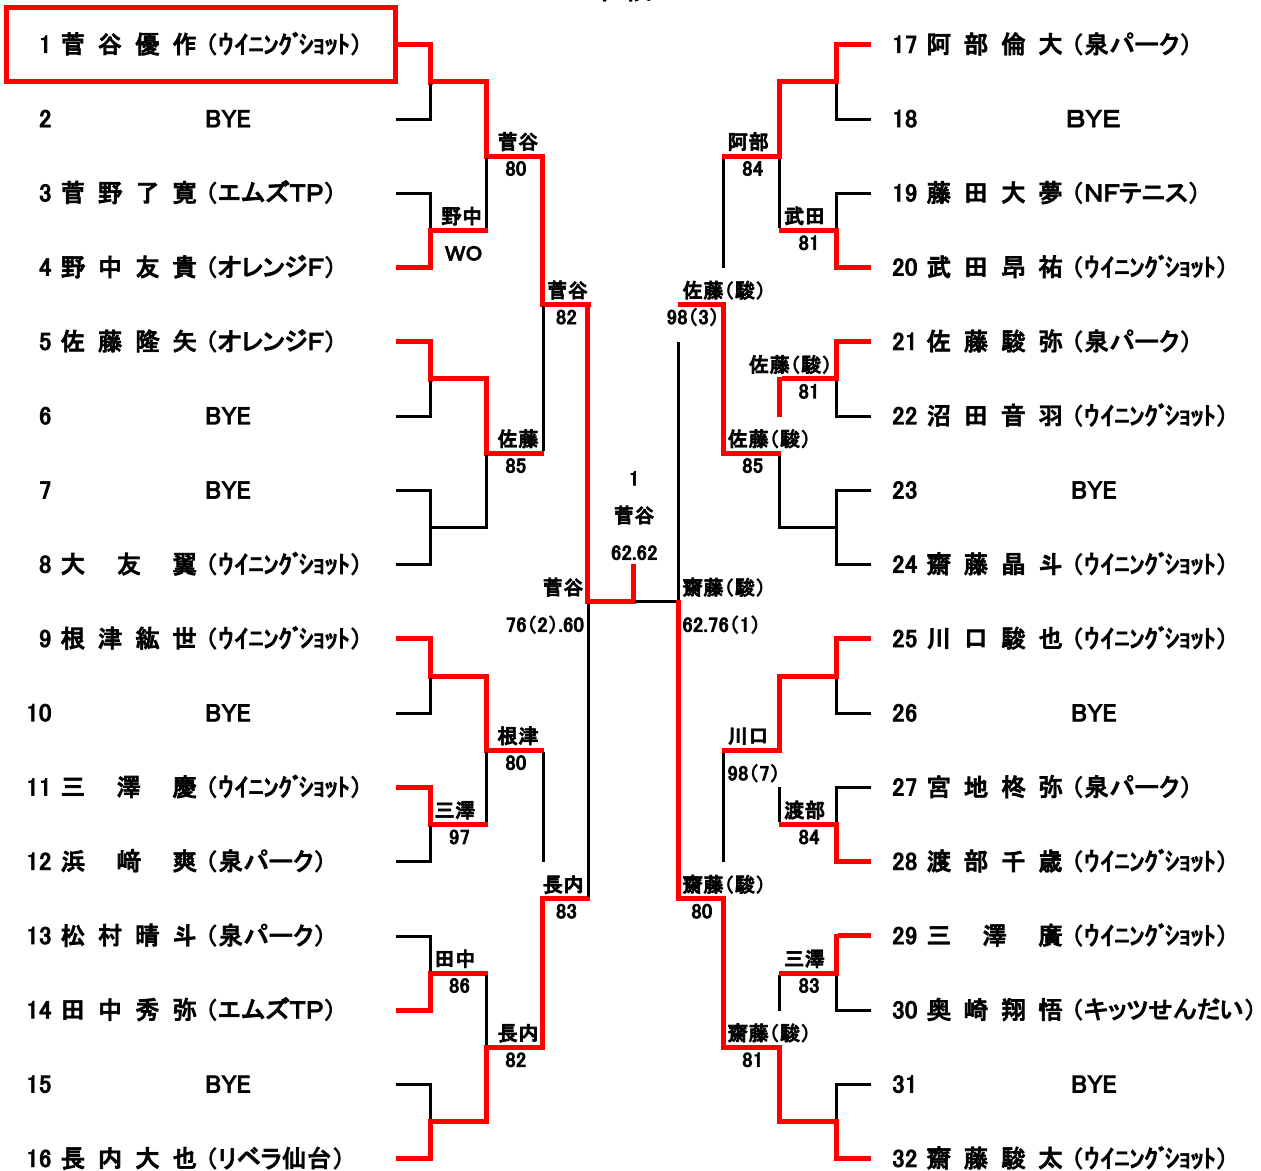 1 菅谷優作 (ウイニングショット)
2 BYE
3 菅野了寛 (エムズTP)
4 野中友貴 (オレンジF)
5 佐藤隆矢 (オレンジF)
6 BYE
7 BYE
8 大友翼 (ウイニングショット)
9 根津紘世 (ウイニングショット)
10 BYE
11 三澤慶 (ウイニングショット)
12 浜﨑爽 (泉パーク)
13 松村晴斗 (泉パーク)
14 田中秀弥 (エムズTP)
15 BYE
16 長内大也 (リベラ仙台)
野中
WO
三澤
97
田中
86
菅谷
80
佐藤
85
根津
80
長内
82
菅谷
82
長内
83
菅谷
76(2).60
1
菅谷
62.62
齋藤(駿)
62.76(1)
佐藤(駿)
98(3)
齋藤(駿)
80
阿部
84
佐藤(駿)
85
川口
98(7)
齋藤(駿)
81
武田
81
佐藤(駿)
81
渡部
84
三澤
83
17 阿部倫大 (泉パーク)
18 BYE
19 藤田大夢 (NFテニス)
20 武田昂祐 (ウイニングショット)
21 佐藤駿弥 (泉パーク)
22 沼田音羽 (ウイニングショット)
23 BYE
24 齋藤晶斗 (ウイニングショット)
25 川口駿也 (ウイニングショット)
26 BYE
27 宮地柊弥 (泉パーク)
28 渡部千歳 (ウイニングショット)
29 三澤廣 (ウイニングショット)
30 奥崎翔悟 (キッツせんだい)
31 BYE
32 齋藤駿太 (ウイニングショット)